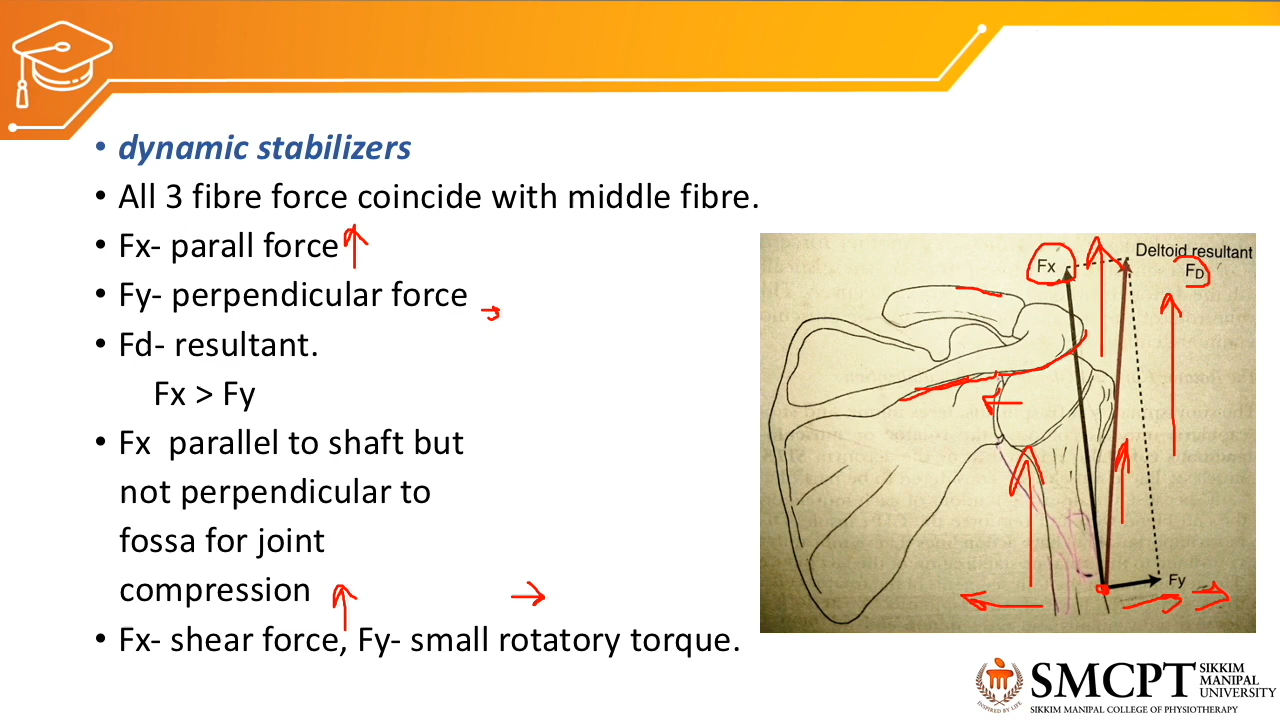 • dynamic stabilizers
• All 3 fibre force coincide with middle fibre.
• Fx- parall force
• Fy- perpendicular force
• Fd- resultant.
Fx > Fy
• Fx parallel to shaft but
not perpendicular to
fossa for joint
compression
• Fx- shear force, Fy- small rotatory torque.
Deltoid resultant
Fx
FD
Fy
INSPIRED BY LIFE
SMCPT
SIKKIM
MANIPAL
UNIVERSITY
SIKKIM MANIPAL COLLEGE OF PHYSIOTHERAPY